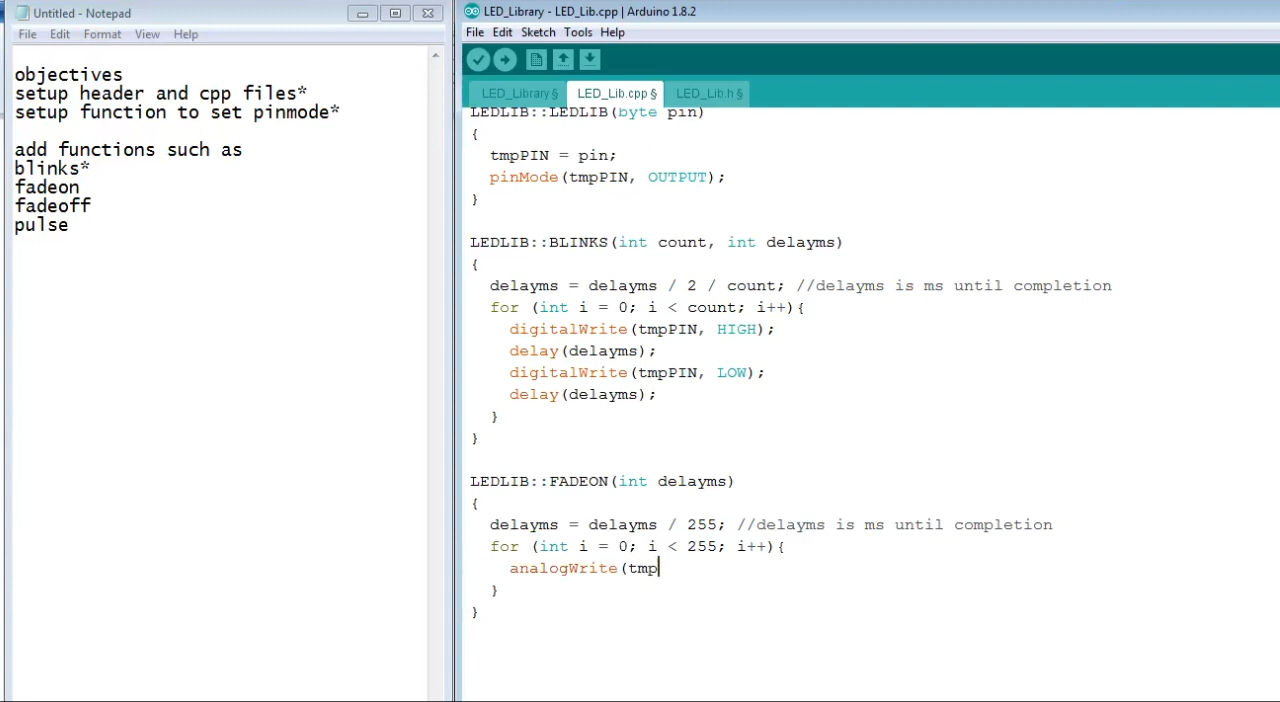 Untitled - Notepad
File Edit Format View Help
objectives
setup header and cpp files*
setup function to set pinmode*
add functions such as
blinks*
fadeon
fadeoff
pulse
LED_Library - LED_Lib.cpp | Arduino 1.8.2
File Edit Sketch Tools Help
LED_Library § LED_Lib.cpp § LED_Lib.h §
LEDLIB::LEDLIB(byte pin)
{
tmpPIN = pin;
pinMode(tmpPIN, OUTPUT);
}
LEDLIB::BLINKS(int count, int delayms)
{
delayms = delayms / 2 / count; //delayms is ms until completion
for (int i = 0; i < count; i++){
digitalWrite(tmpPIN, HIGH);
delay(delayms);
digitalWrite(tmpPIN, LOW);
delay(delayms);
}
}
LEDLIB::FADEON(int delayms)
{
delayms = delayms / 255; //delayms is ms until completion
for (int i = 0; i < 255; i++){
analogWrite(tmp
}
}